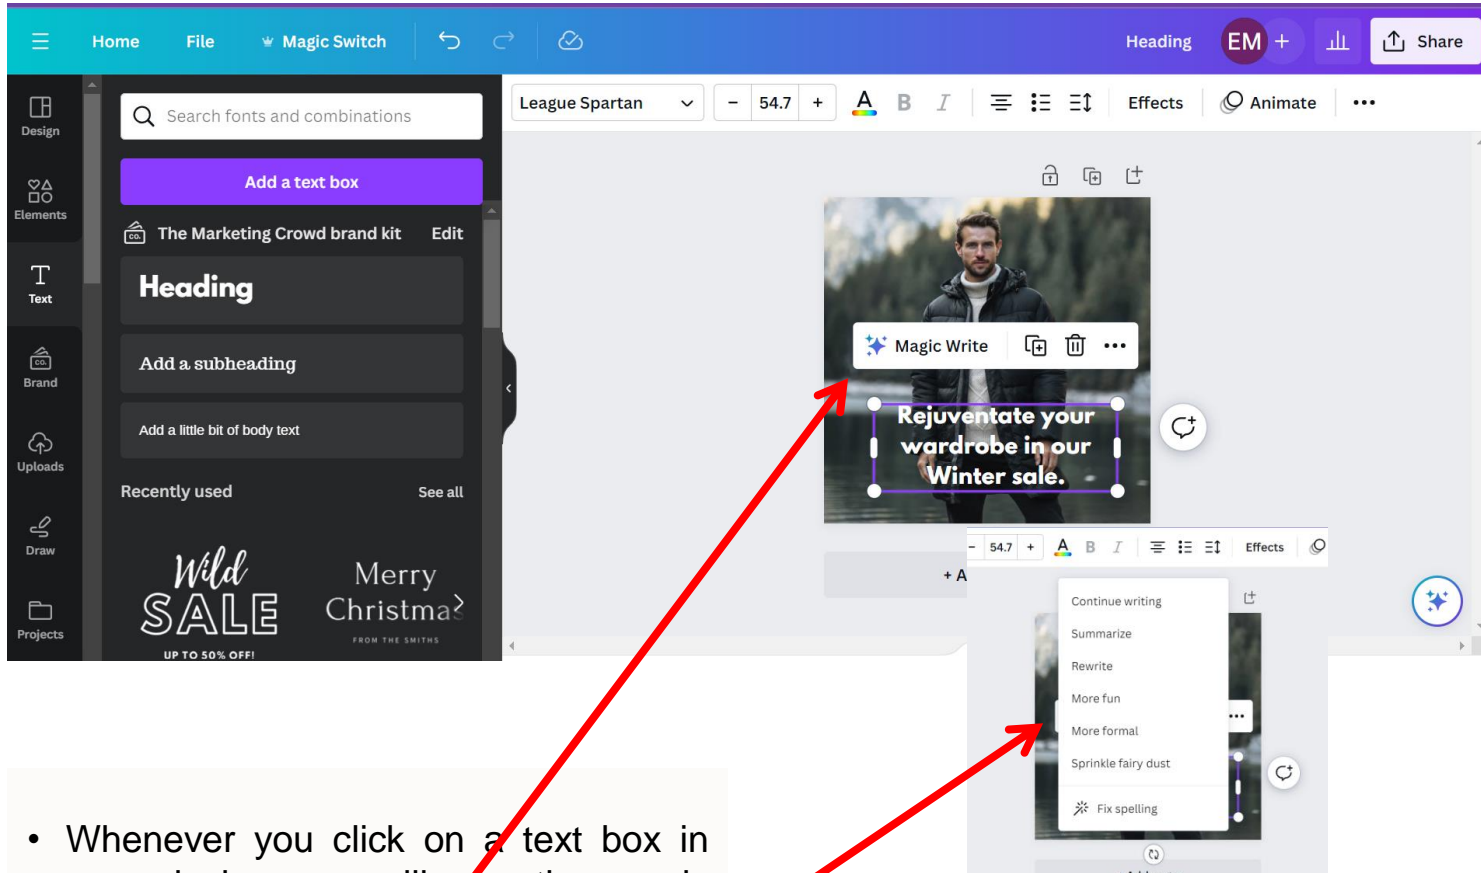 Home File Magic Switch Heading EM + Share
Design
Elements
Text
Brand
Uploads
Draw
Projects
Search fonts and combinations
Add a text box
CO. The Marketing Crowd brand kit Edit
Heading
Add a subheading
Add a little bit of body text
Recently used See all
Wild
SALE
UP TO 50% OFF!
Merry
Christmas
FROM THE SMITHS
League Spartan - 54.7 + A B I Effects Animate
Magic Write
Rejuventate your
wardrobe in our
Winter sale.
+ A
- 54.7 + A B I Effects
Continue writing
Summarize
Rewrite
More fun
More formal
Sprinkle fairy dust
Fix spelling
• Whenever you click on a text box in